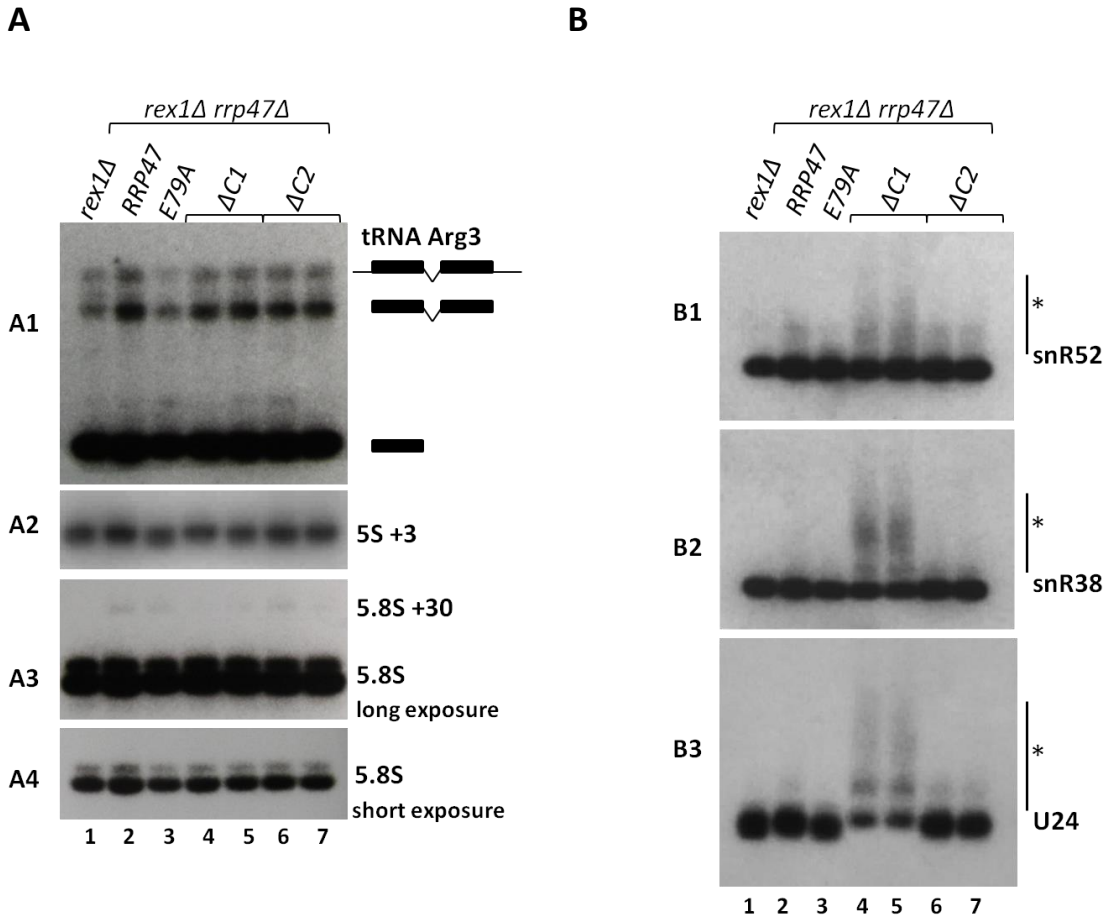 A
rex1Δ rrp47Δ
rex1Δ
RRP47
E79A
ΔC1
ΔC2
tRNA Arg3
A1
A2
5S +3
5.8S +30
A3
5.8S
long exposure
A4
5.8S
short exposure
1 2 3 4 5 6 7
B
rex1Δ rrp47Δ
rex1Δ
RRP47
E79A
ΔC1
ΔC2
B1
*
snR52
B2
*
snR38
B3
*
U24
1 2 3 4 5 6 7